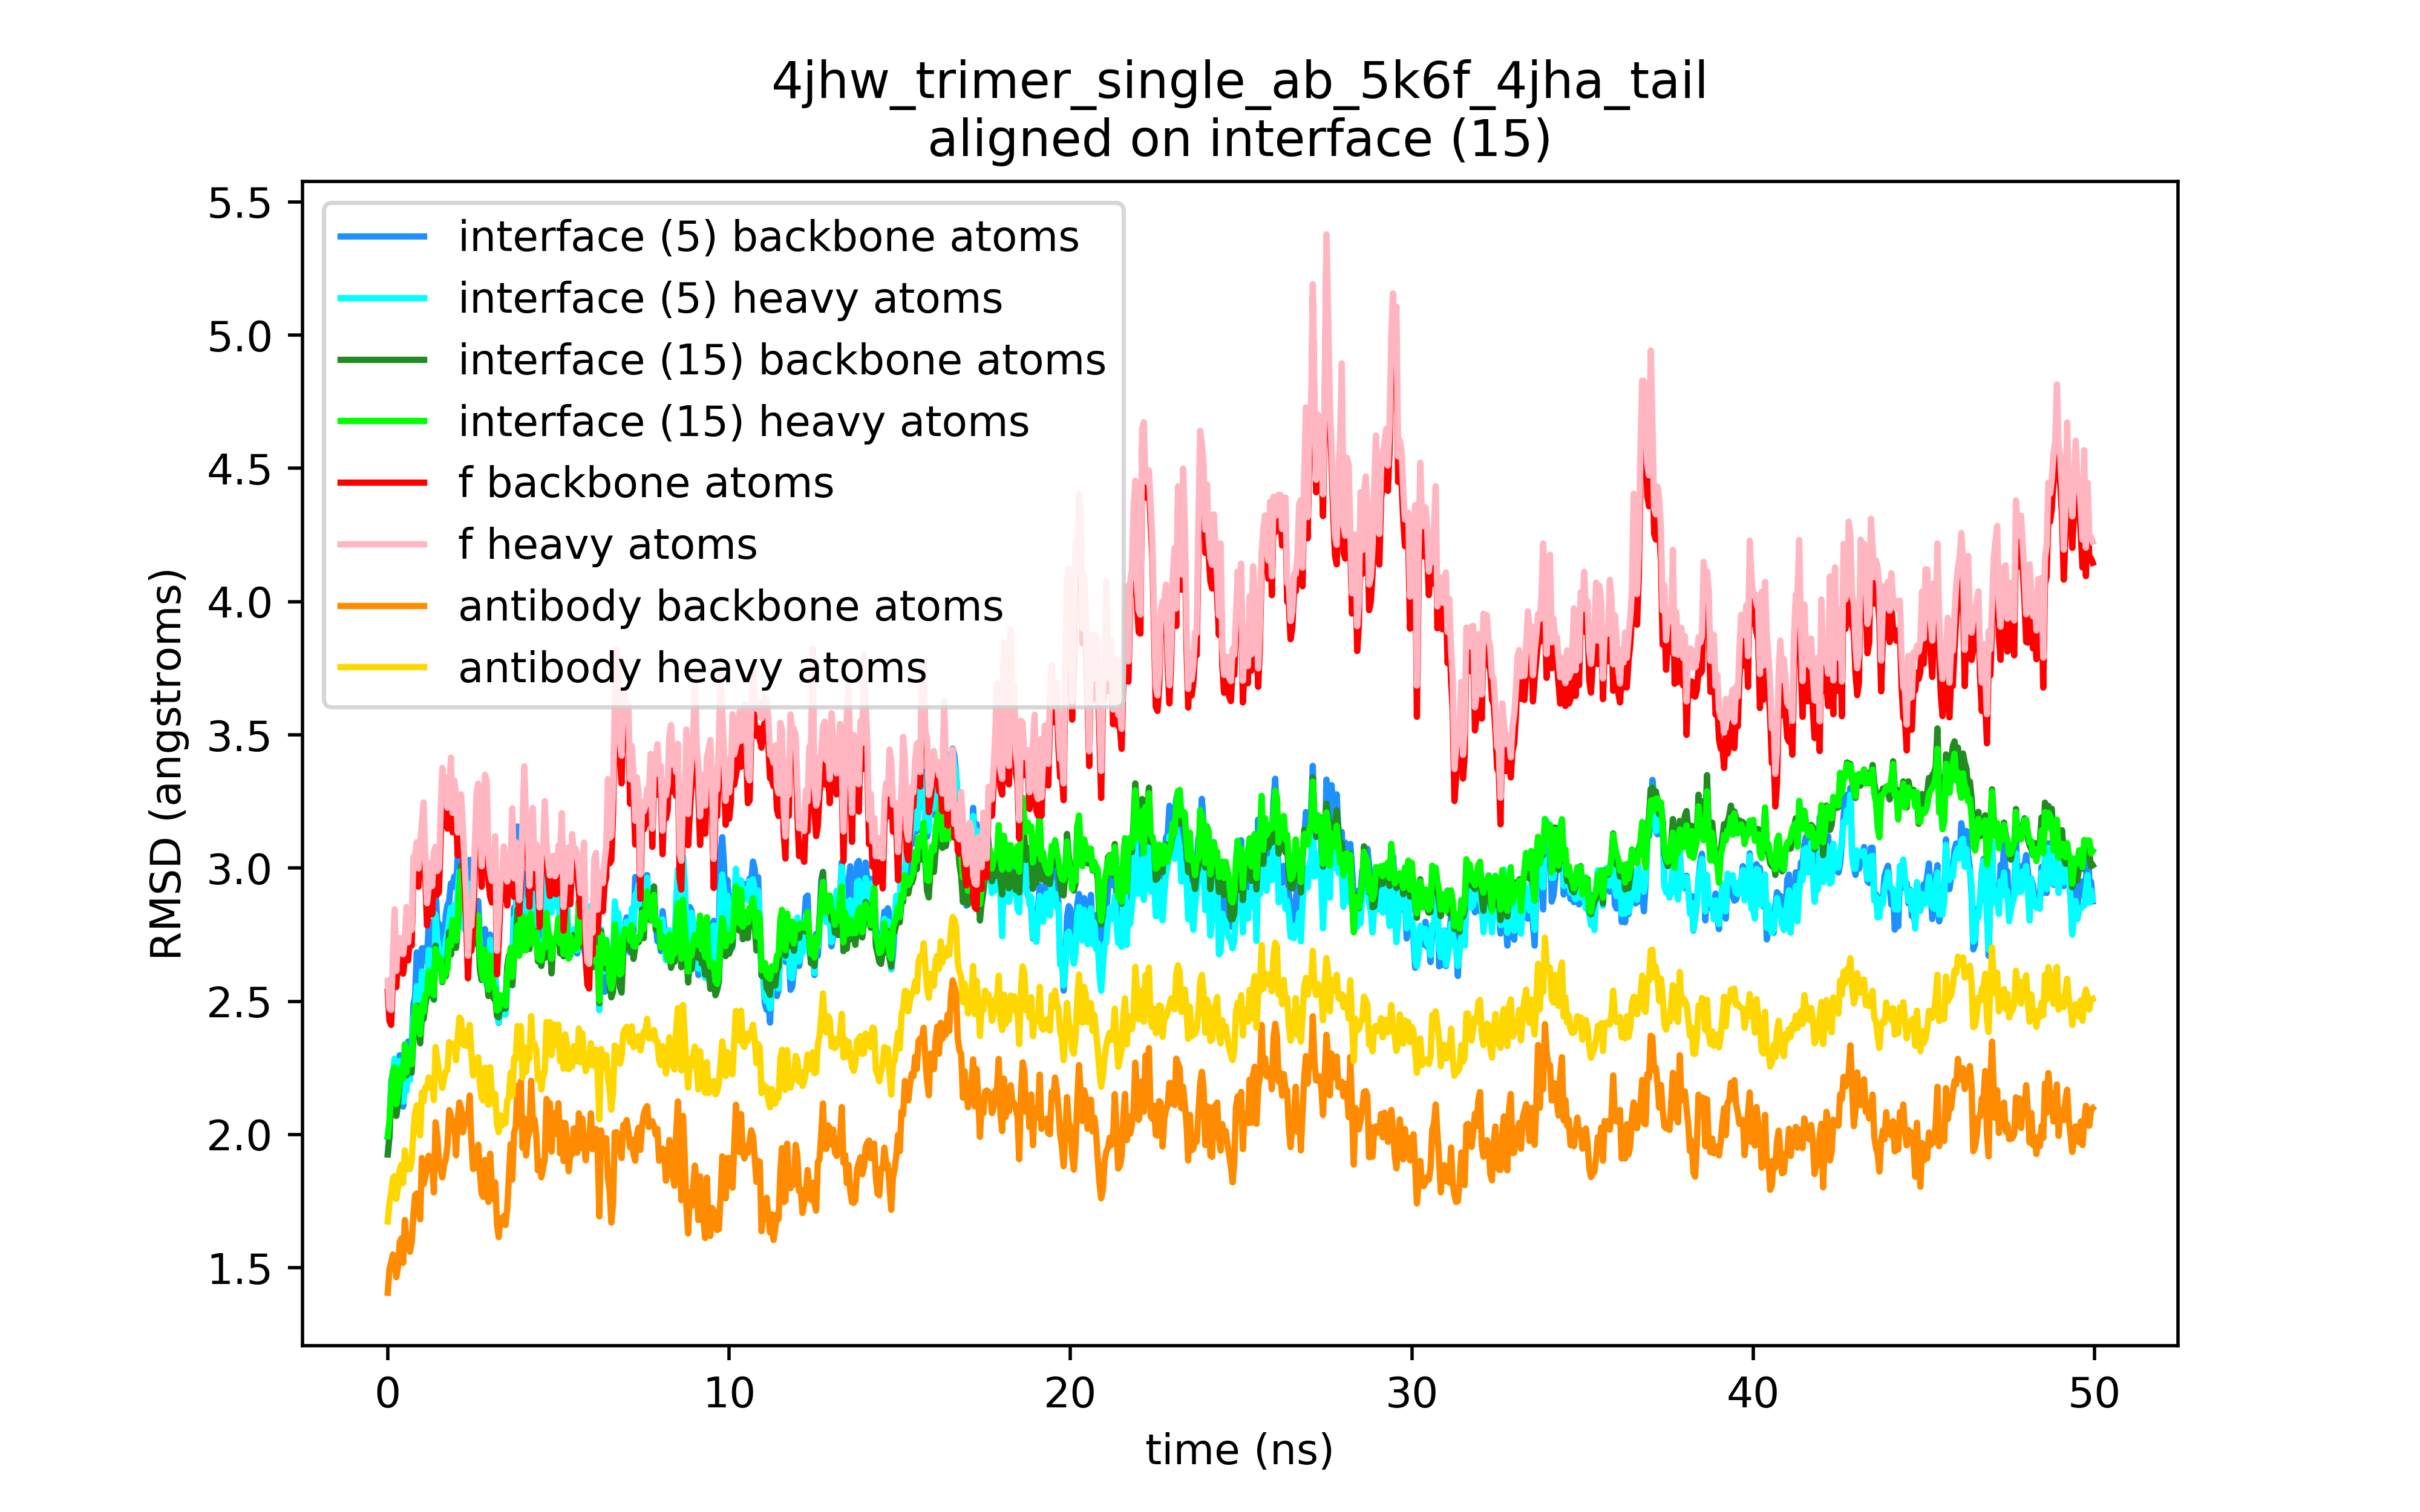 4jhw_trimer_single_ab_5k6f_4jha_tail
aligned on interface (15)
interface (5) backbone atoms
interface (5) heavy atoms
interface (15) backbone atoms
interface (15) heavy atoms
f backbone atoms
f heavy atoms
antibody backbone atoms
antibody heavy atoms
RMSD (angstroms)
5.5
5.0
4.5
4.0
3.5
3.0
2.5
2.0
1.5
0 10 20 30 40 50
time (ns)